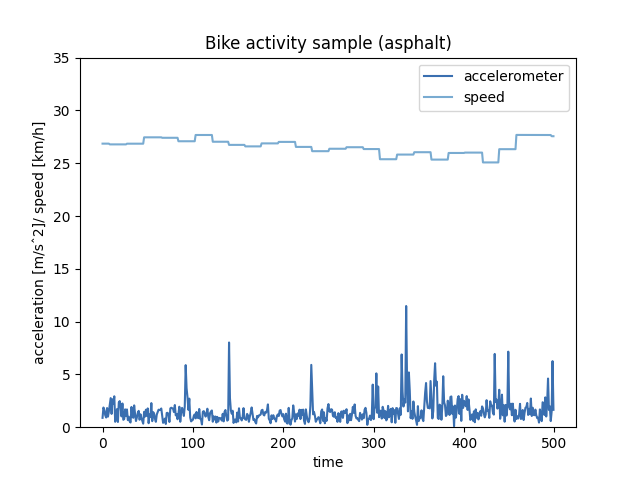 Bike activity sample (asphalt)
accelerometer
speed
35
30
25
20
15
10
5
0
acceleration [m/sˆ2]/ speed [km/h]
0 100 200 300 400 500
time